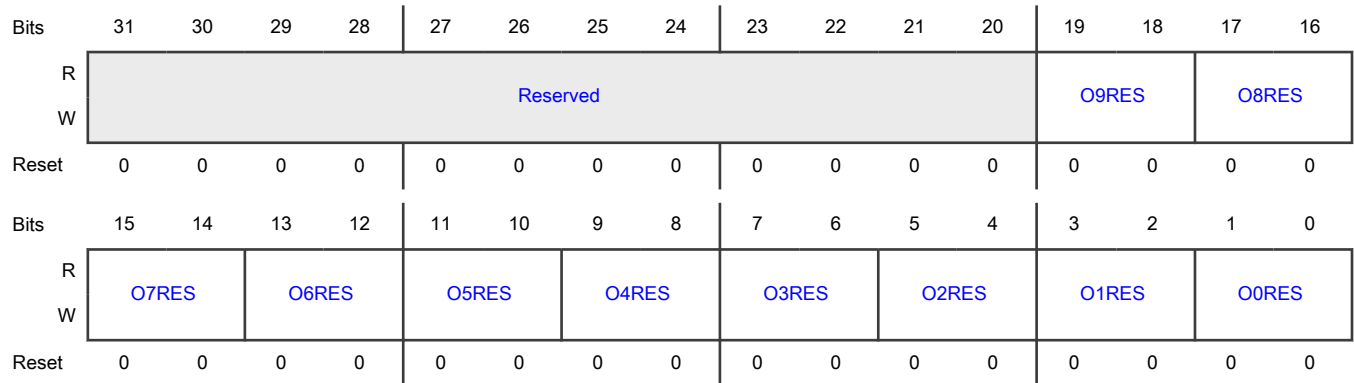 Bits 31 30 29 28 27 26 25 24 23 22 21 20 19 18 17 16
R
Reserved O9RES O8RES
W
Reset 0 0 0 0 0 0 0 0 0 0 0 0 0 0 0 0
Bits 15 14 13 12 11 10 9 8 7 6 5 4 3 2 1 0
R
O7RES O6RES O5RES O4RES O3RES O2RES O1RES O0RES
W
Reset 0 0 0 0 0 0 0 0 0 0 0 0 0 0 0 0